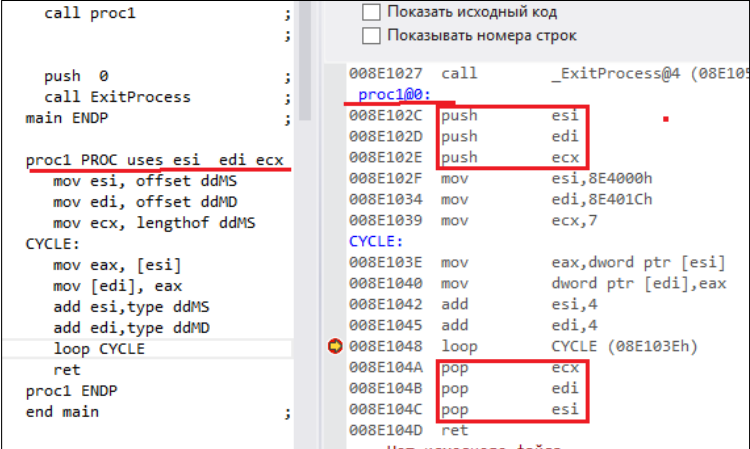 call proc1 ;
;
push 0 ;
call ExitProcess ;
main ENDP ;
proc1 PROC uses esi edi ecx
mov esi, offset ddMS
mov edi, offset ddMD
mov ecx, lengthof ddMS
CYCLE:
mov eax, [esi]
mov [edi], eax
add esi,type ddMS
add edi,type ddMD
loop CYCLE
ret
proc1 ENDP
end main ;
Показать исходный код
Показывать номера строк
008E1027 call _ExitProcess@4 (08E105
_proc1@0:
008E102C push esi
008E102D push edi
008E102E push ecx
008E102F mov esi,8E4000h
008E1034 mov edi,8E401Ch
008E1039 mov ecx,7
CYCLE:
008E103E mov eax,dword ptr [esi]
008E1040 mov dword ptr [edi],eax
008E1042 add esi,4
008E1045 add edi,4
008E1048 loop CYCLE (08E103Eh)
008E104A pop ecx
008E104B pop edi
008E104C pop esi
008E104D ret